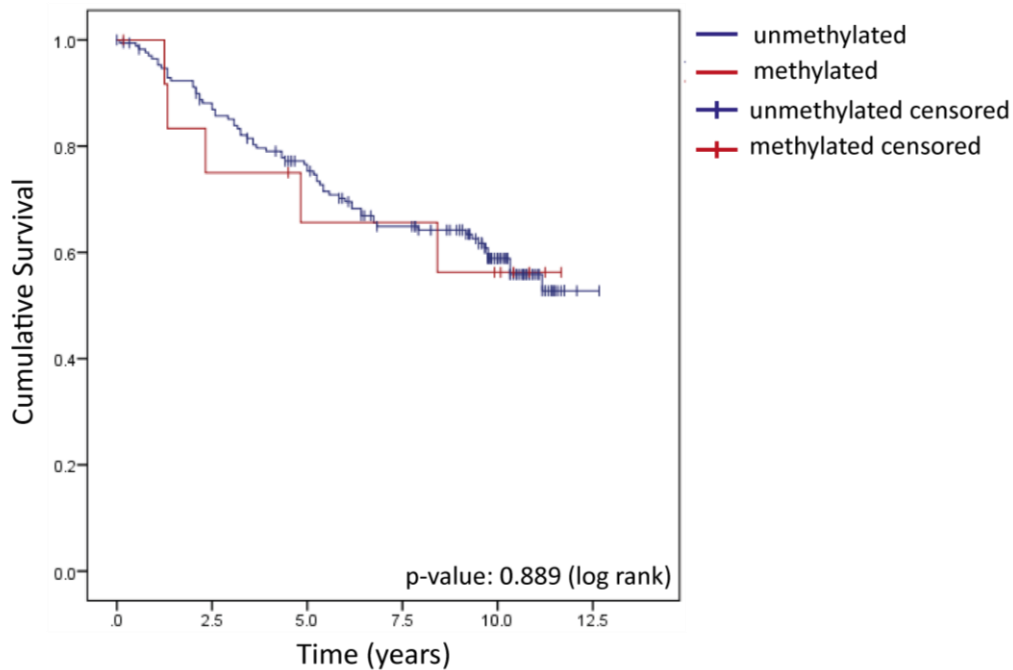 unmethylated
methylated
unmethylated censored
methylated censored
Cumulative Survival
1.0
0.8
0.6
0.4
0.2
0.0
p-value: 0.889 (log rank)
.0 2.5 5.0 7.5 10.0 12.5
Time (years)